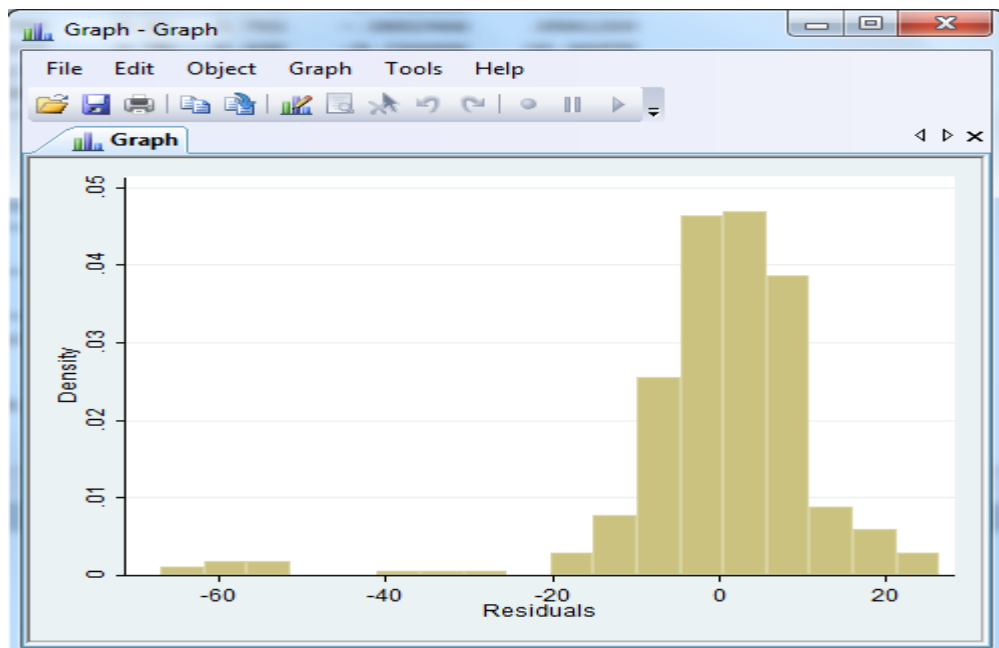 Graph - Graph
File Edit Object Graph Tools Help
Graph
.05
.04
.03
.02
.01
0
Density
-60 -40 -20 0 20
Residuals